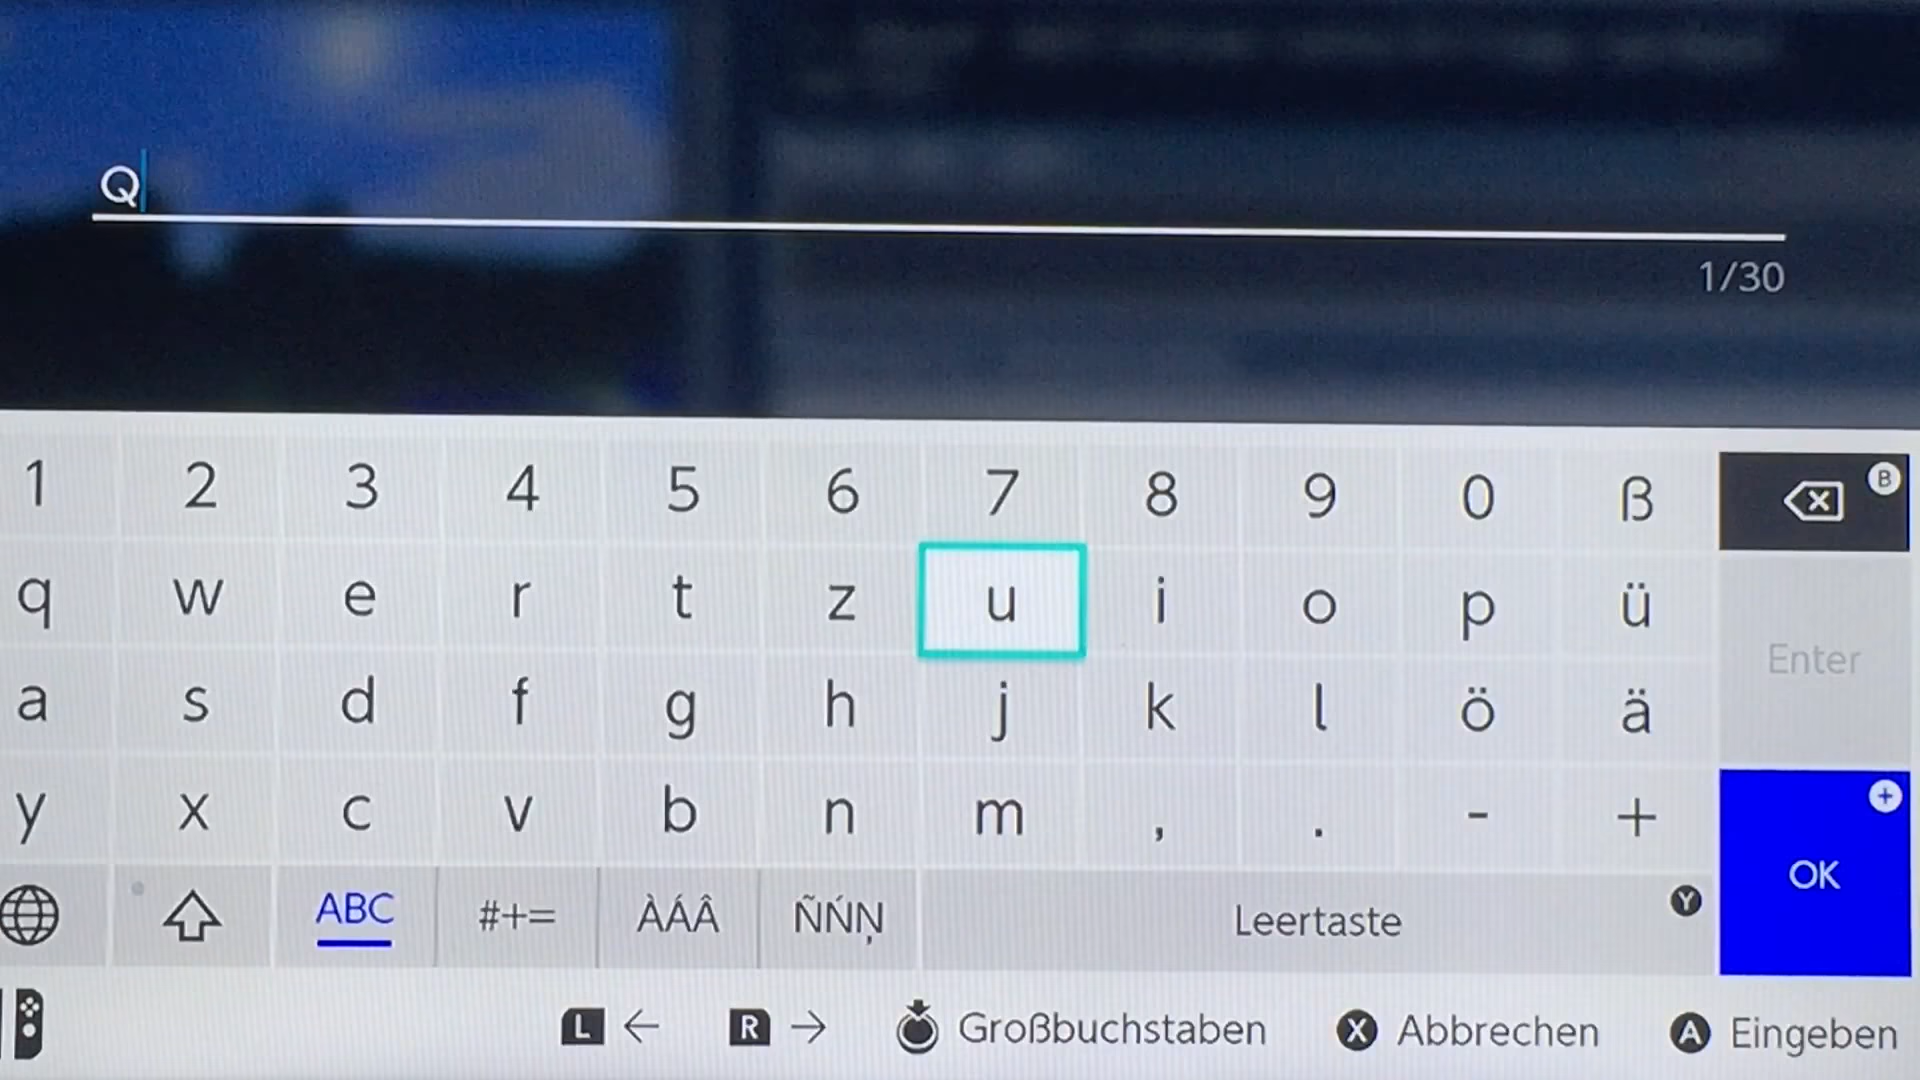 Q
1/30
1 2 3 4 5 6 7 8 9 0 ß B
q w e r t z u i o p ü
Enter
a s d f g h j k l ö ä
y x c v b n m , . - +
+
OK
ABC #+= ÀÁÂ ÑŃŅ Leertaste Y
L ← R → Großbuchstaben X Abbrechen A Eingeben